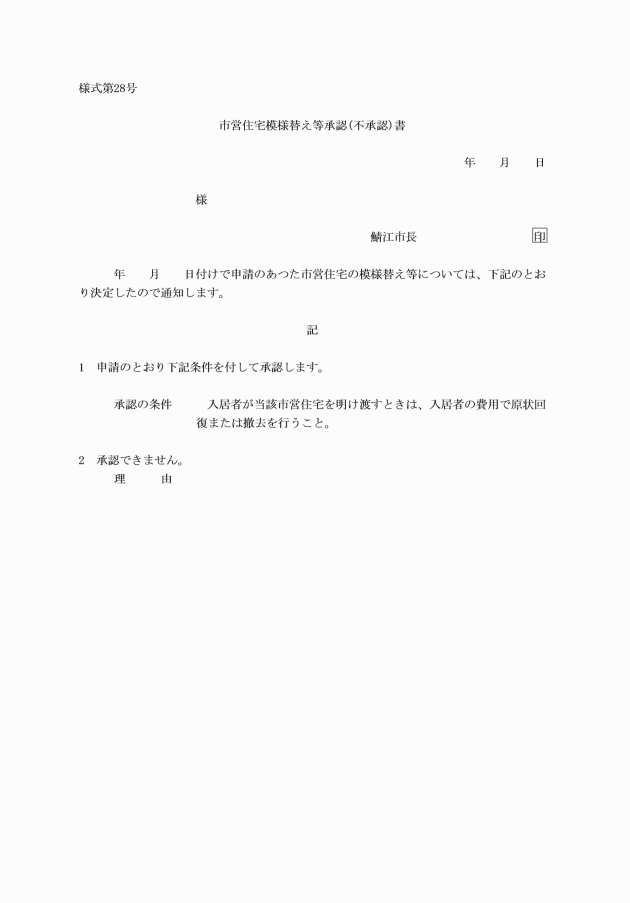 様式第28号
市営住宅模様替え等承認(不承認)書
年　　月　　日
様
鯖江市長　　　　　　　　　　印
年　　月　　日付けで申請のあつた市営住宅の模様替え等については、下記のとお
り決定したので通知します。
記
1　申請のとおり下記条件を付して承認します。
承認の条件　　　入居者が当該市営住宅を明け渡すときは、入居者の費用で原状回
復または撤去を行うこと。
2　承認できません。
理　　　由